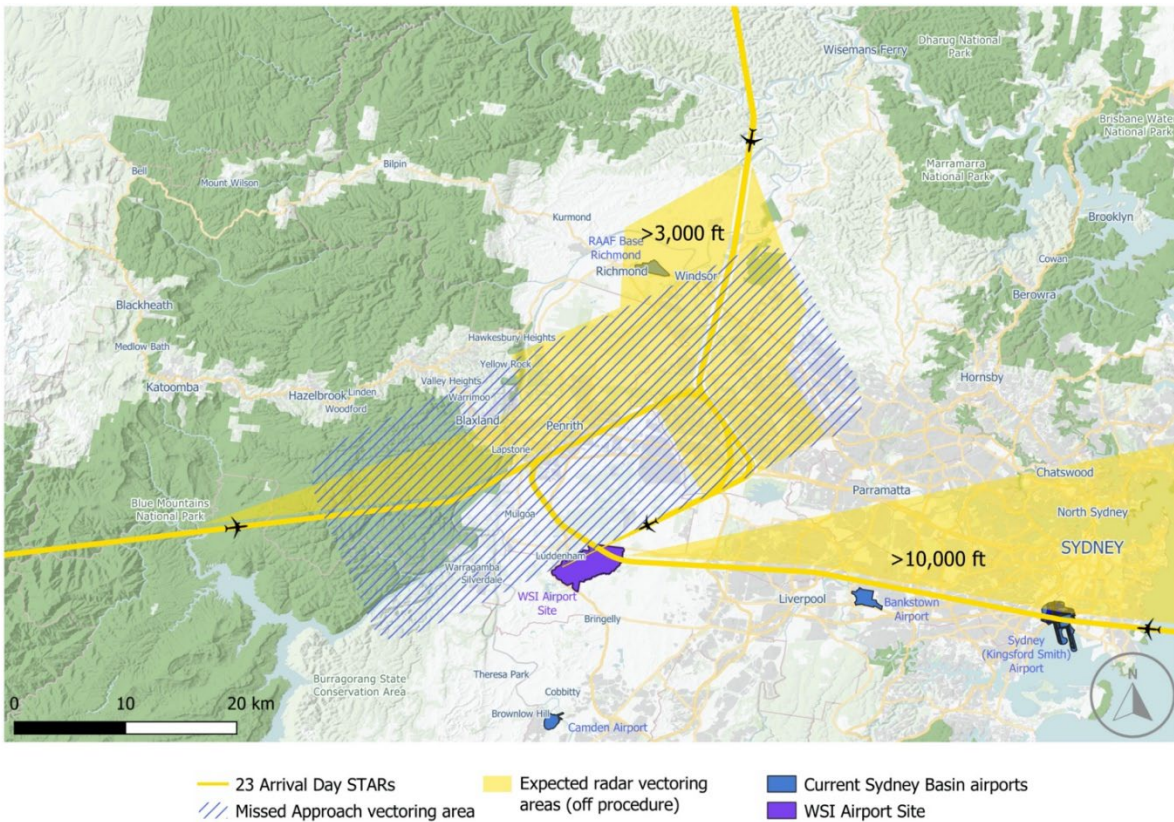 Wisemans Ferry
Dharug National
Park
Brisbane Water
National Park
Bell
Mount Wilson
Bilpin
Marramarra
National Park
Brooklyn
Kurmond
>3,000 ft
RAAF Base
Richmond
Richmond
Windsor
Cowan
Berowra
Blackheath
Medlow Bath
Hawkesbury Heights
Yellow Rock
Katoomba
Hazelbrook
Linden
Woodford
Valley Heights
Warrimoo
Blaxland
Hornsby
Penrith
Lapstone
Chatswood
Blue Mountains
National Park
Parramatta
North Sydney
Mulgoa
SYDNEY
Luddenham
>10,000 ft
Warragamba
Silverdale
WSI Airport
Site
Liverpool
Bankstown
Airport
Bringelly
Sydney
(Kingsford Smith)
Airport
Theresa Park
Burragorang State
Conservation Area
Cobbitty
N
0 10 20 km
Brownlow Hill
Camden Airport
23 Arrival Day STARs
Missed Approach vectoring area
Expected radar vectoring
areas (off procedure)
Current Sydney Basin airports
WSI Airport Site